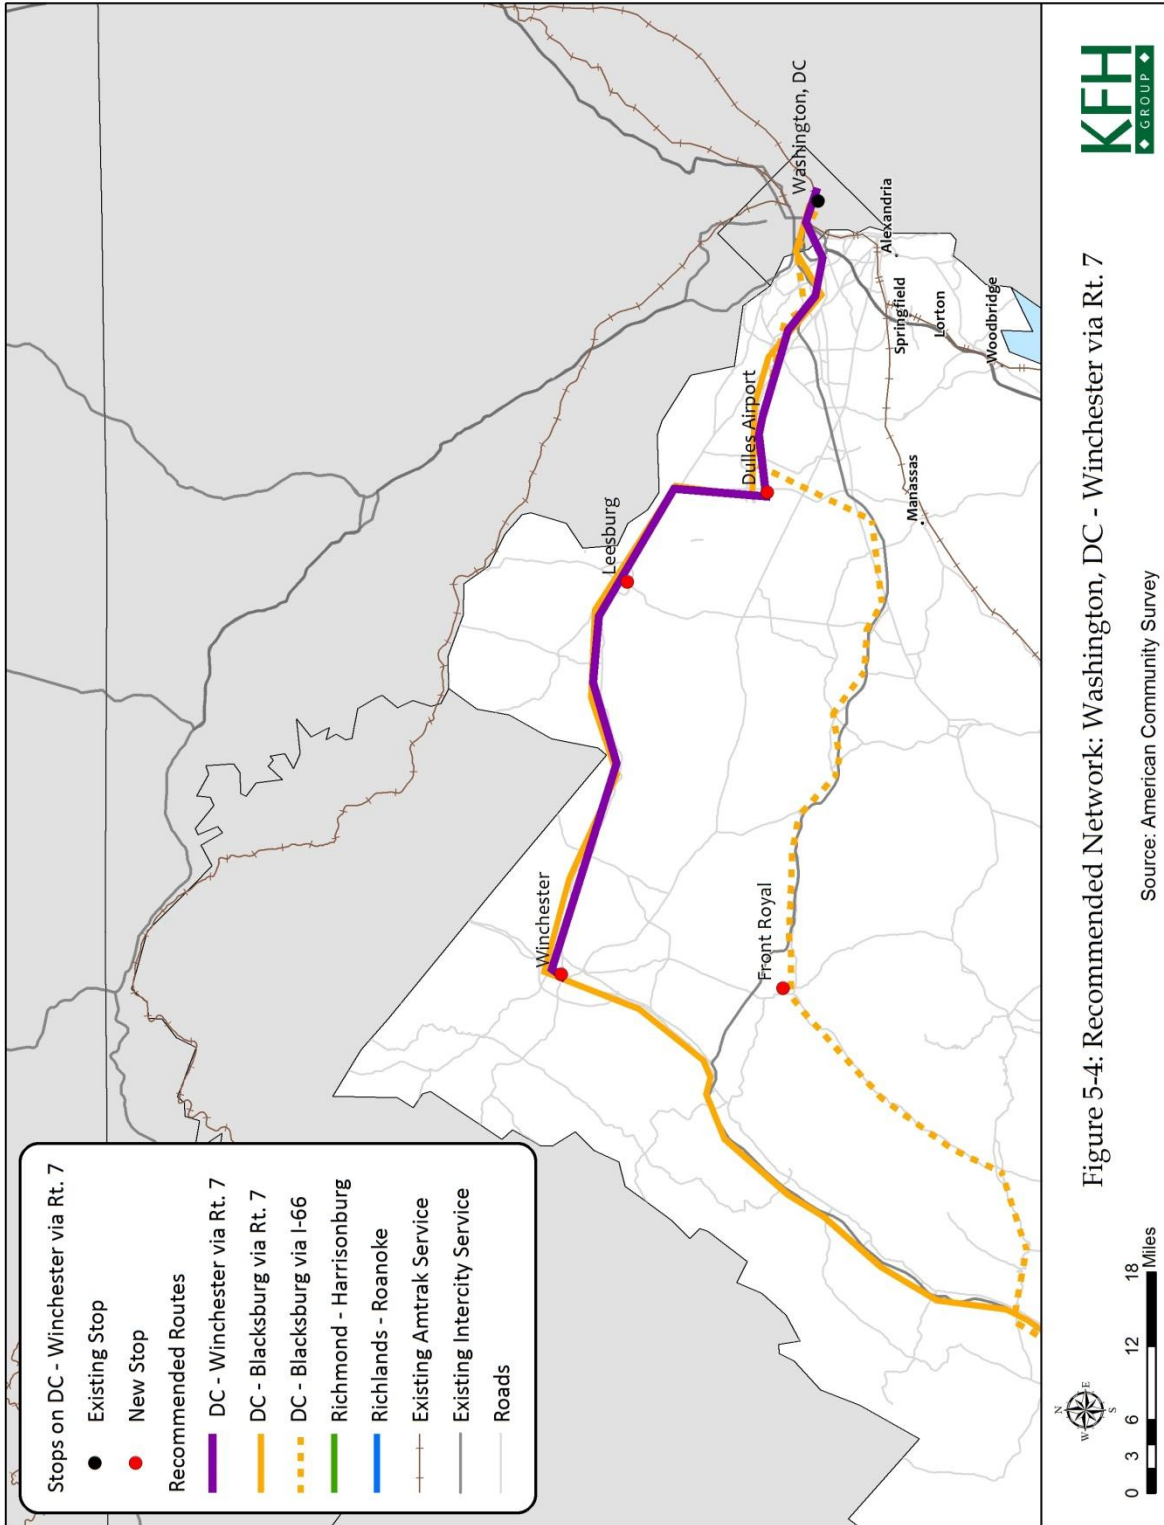 Stops on DC - Winchester via Rt. 7
Existing Stop
New Stop
Recommended Routes
DC - Winchester via Rt. 7
DC - Blacksburg via Rt. 7
DC - Blacksburg via I-66
Richmond - Harrisonburg
Richlands - Roanoke
Existing Amtrak Service
Existing Intercity Service
Roads
Winchester
Leesburg
Dulles Airport
Washington, DC
Front Royal
Alexandria
Springfield
Lorton
Manassas
Woodbridge
N
W
E
S
0 3 6 12 18
Miles
Figure 5-4: Recommended Network: Washington, DC - Winchester via Rt. 7
Source: American Community Survey
KFH
GROUP